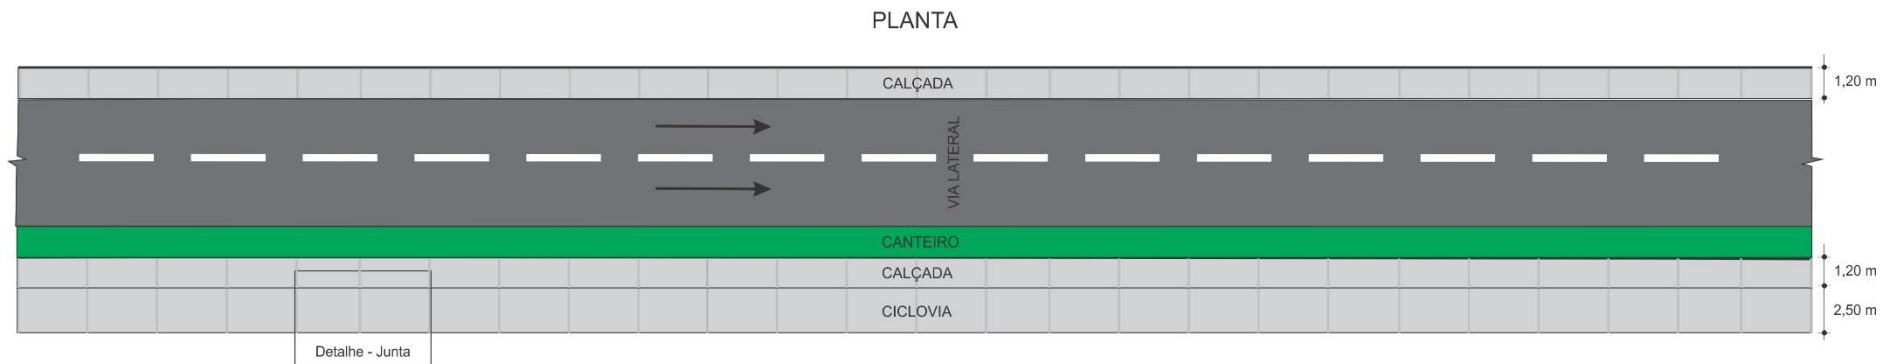 PLANTA
CALÇADA
1,20 m
VIA LATERAL
CANTEIRO
CALÇADA
1,20 m
CICLOVIA
2,50 m
Detalhe - Junta